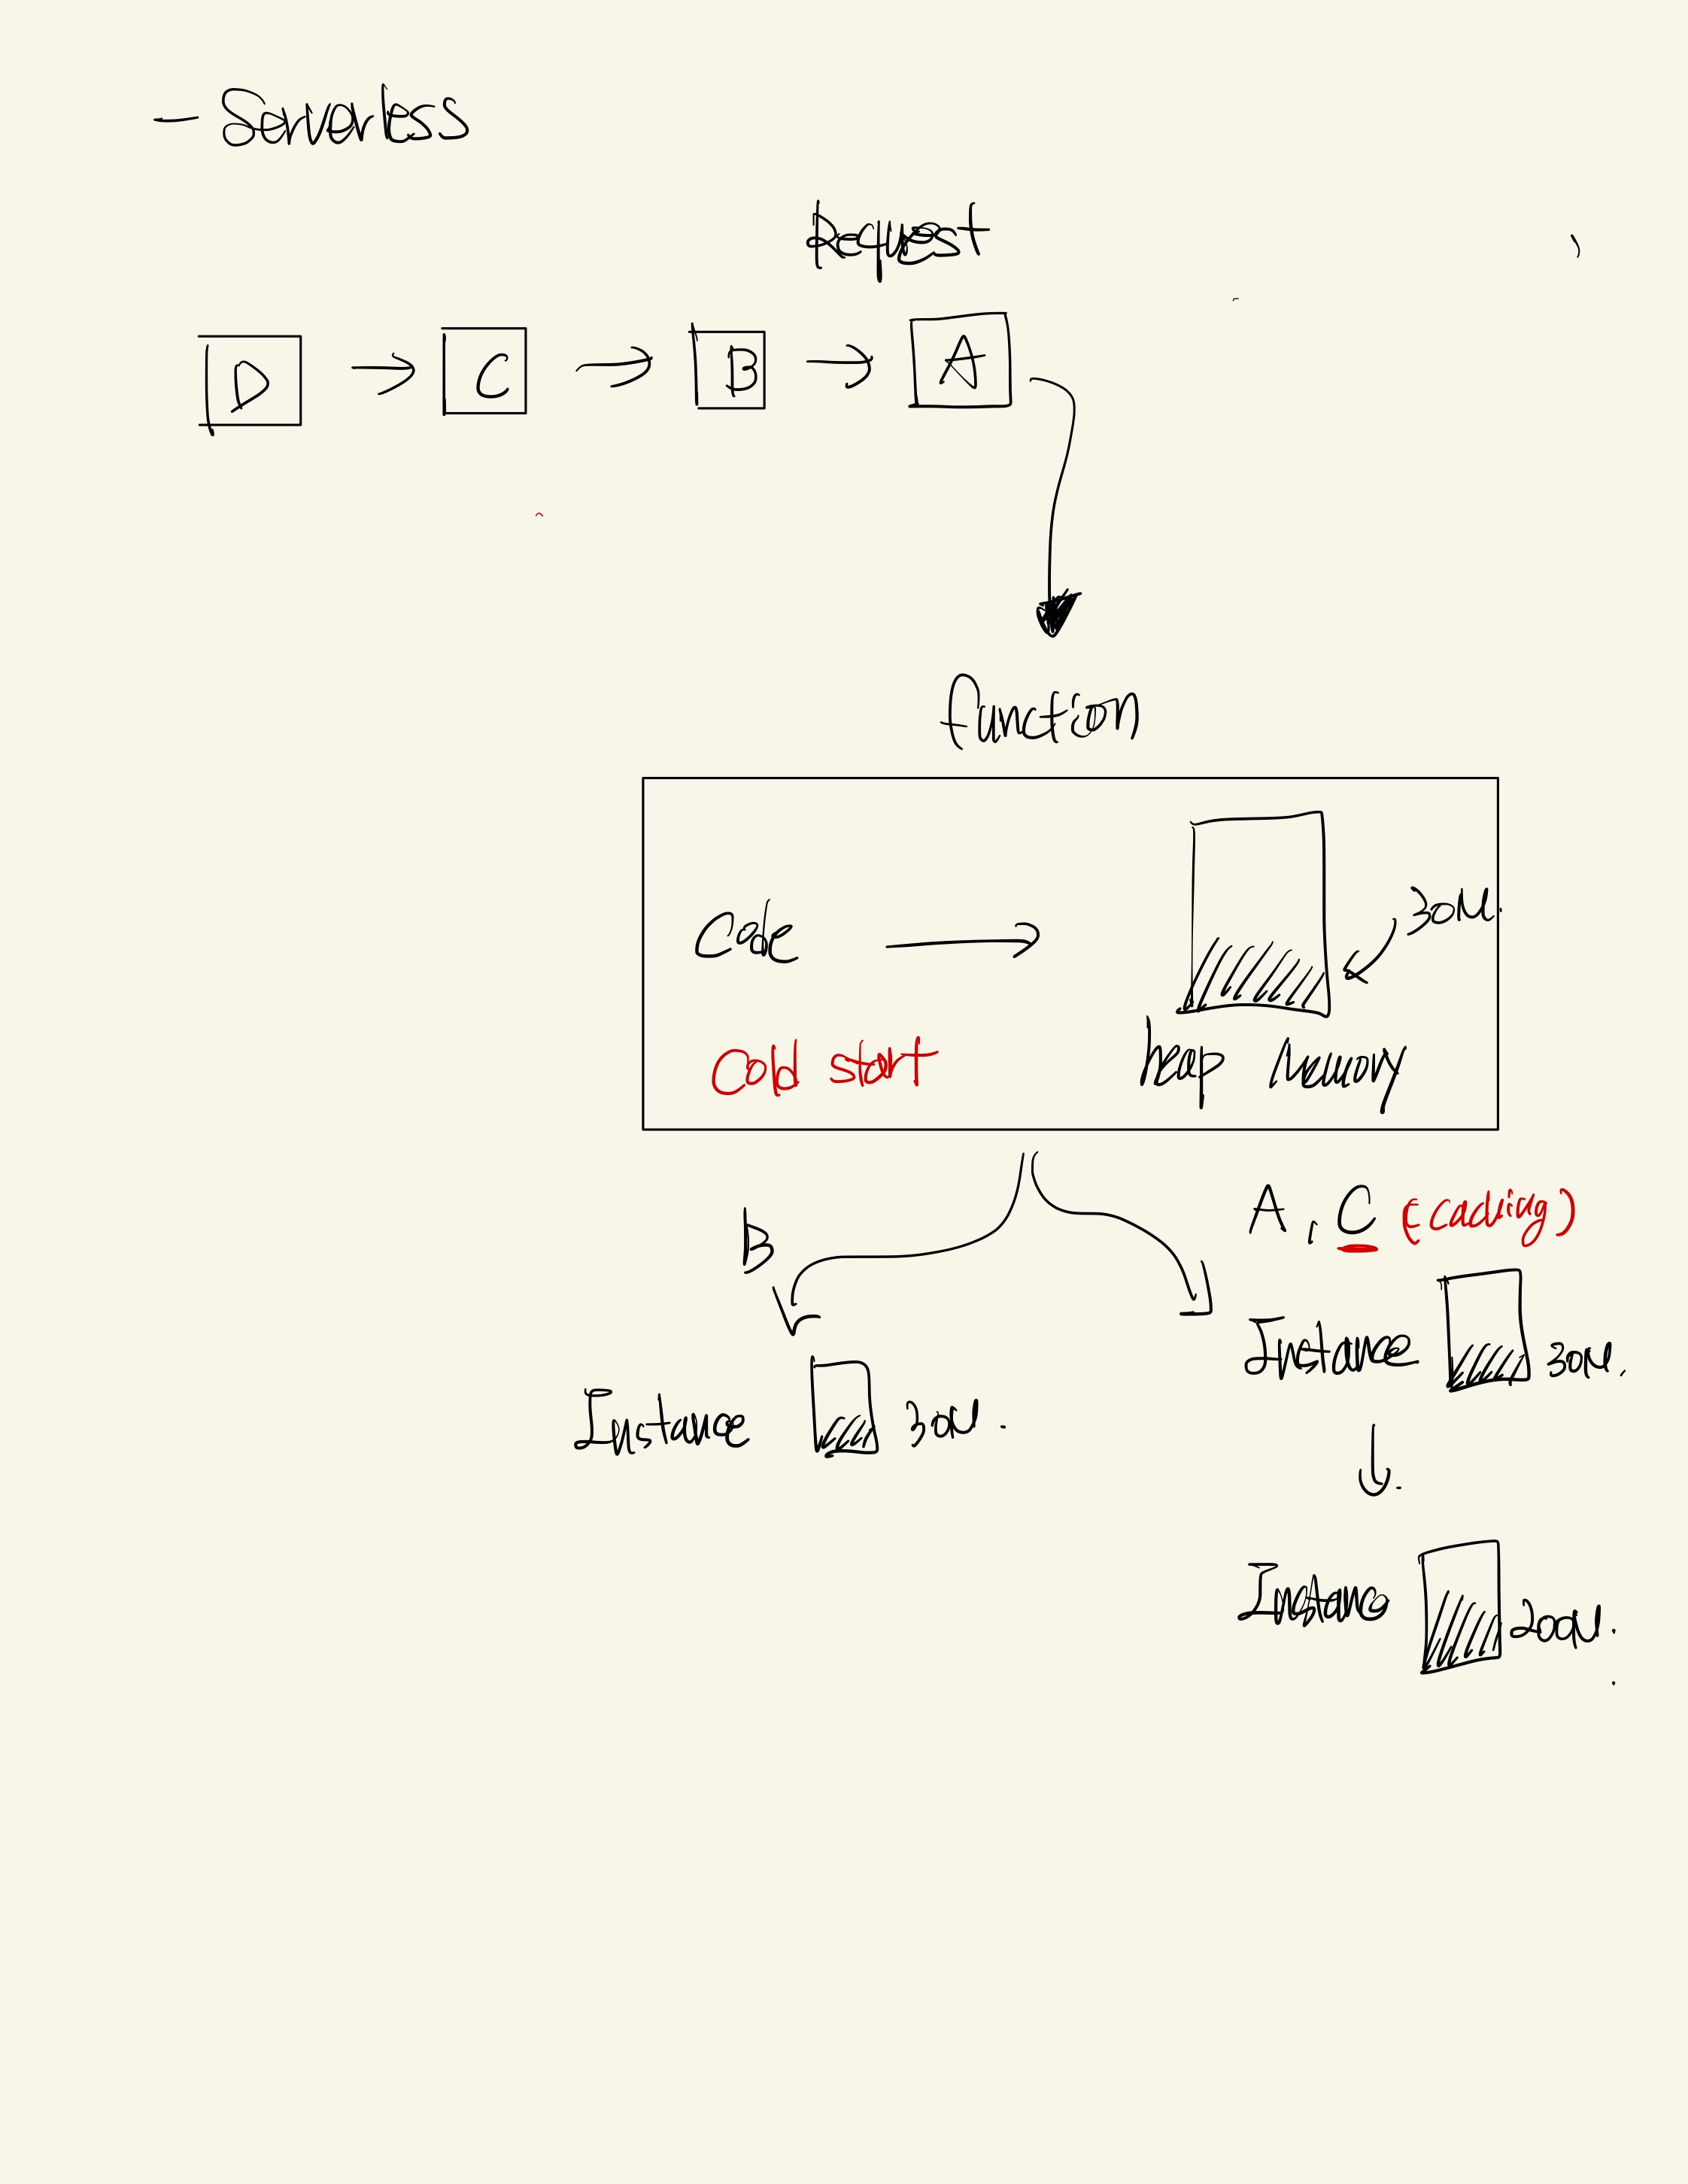 - Serverless
Request
D → C → B → A
function
Code →
30M.
Cold start
heap memory
B
A, C (caching)
Instance 30M.
Instance 30M.
Instance 200M.